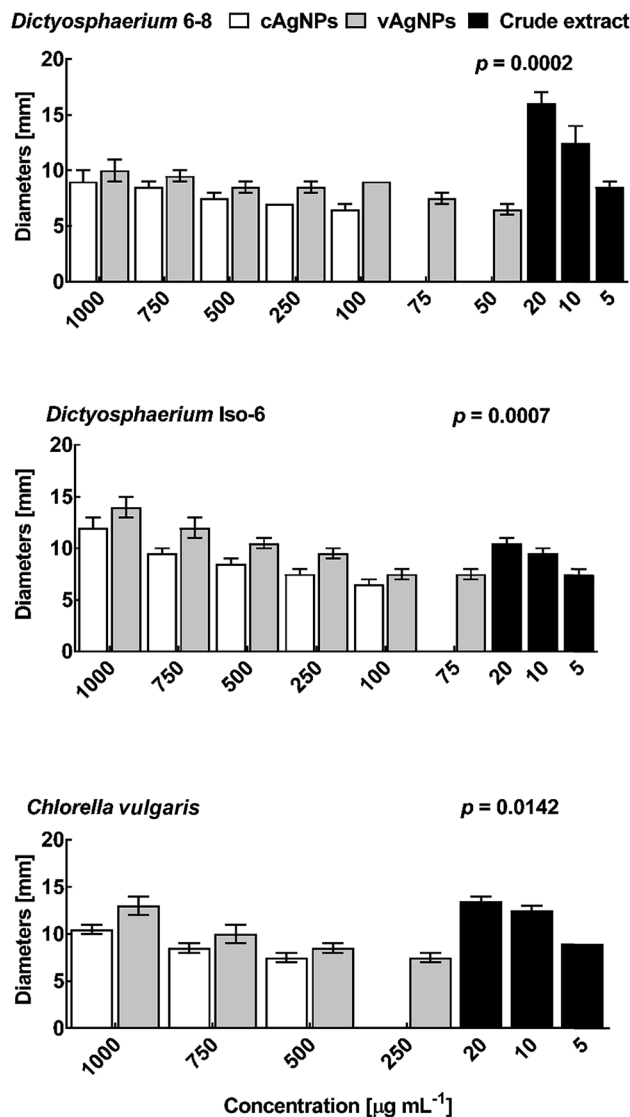 Dictyosphaerium 6-8 cAgNPs vAgNPs Crude extract
p = 0.0002
Diameters [mm]
20
15
10
5
0
1000 750 500 250 100 75 50 20 10 5
Dictyosphaerium Iso-6
p = 0.0007
Diameters [mm]
20
15
10
5
0
1000 750 500 250 100 75 20 10 5
Chlorella vulgaris
p = 0.0142
Diameters [mm]
20
15
10
5
0
1000 750 500 250 20 10 5
Concentration [µg mL⁻¹]